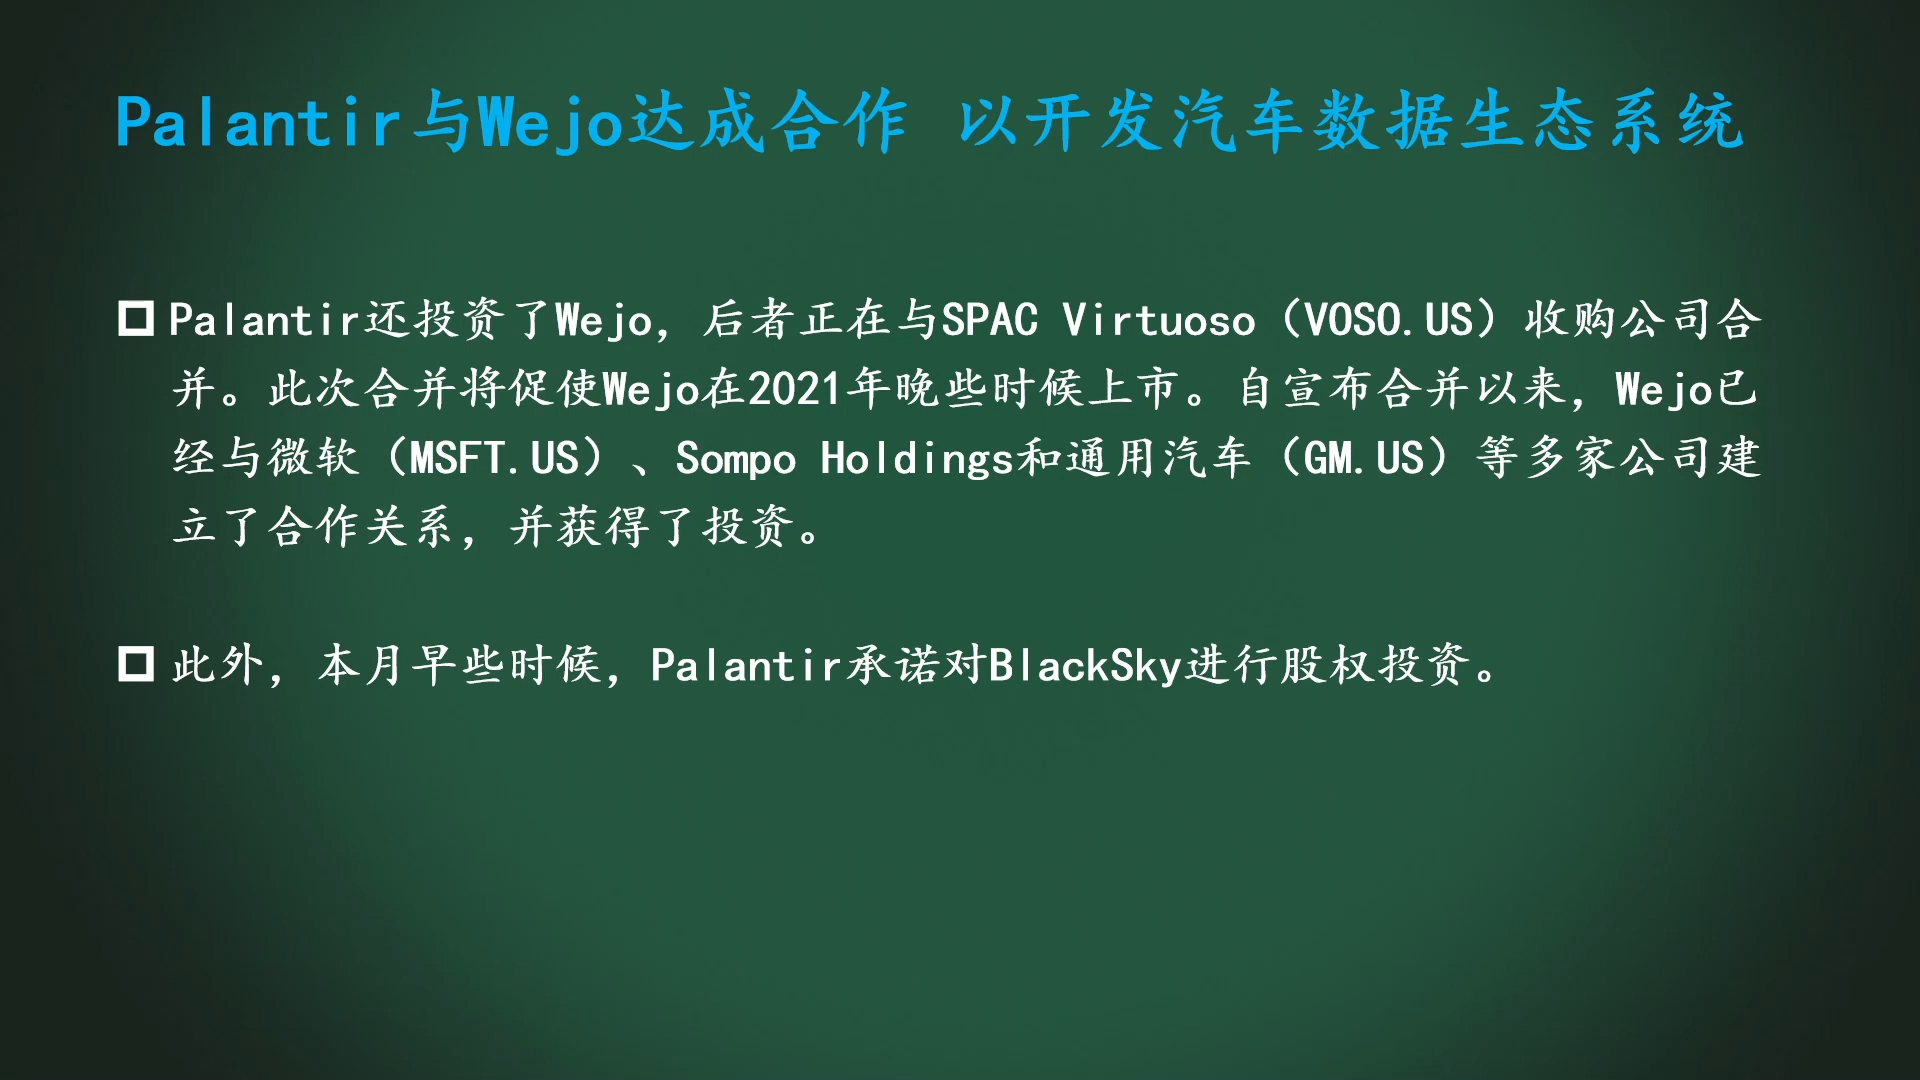 Palantir与Wejo达成合作 以开发汽车数据生态系统
Palantir还投资了Wejo，后者正在与SPAC Virtuoso（VOSO.US）收购公司合
并。此次合并将促使Wejo在2021年晚些时候上市。自宣布合并以来，Wejo已
经与微软（MSFT.US）、Sompo Holdings和通用汽车（GM.US）等多家公司建
立了合作关系，并获得了投资。
此外，本月早些时候，Palantir承诺对BlackSky进行股权投资。